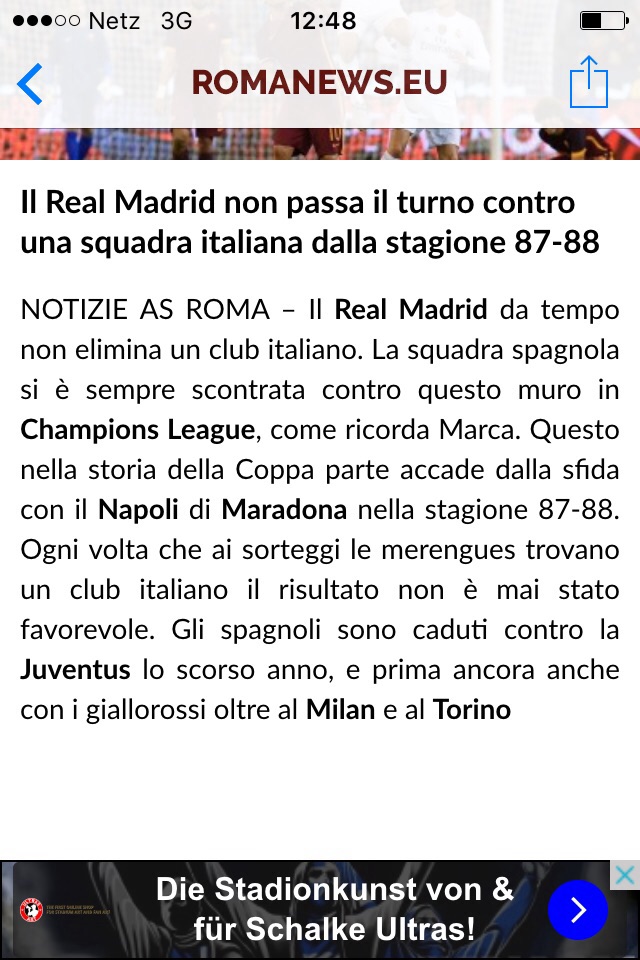 Netz 3G 12:48
ROMANEWS.EU
10
Il Real Madrid non passa il turno contro
una squadra italiana dalla stagione 87-88
NOTIZIE AS ROMA – Il Real Madrid da tempo
non elimina un club italiano. La squadra spagnola
si è sempre scontrata contro questo muro in
Champions League, come ricorda Marca. Questo
nella storia della Coppa parte accade dalla sfida
con il Napoli di Maradona nella stagione 87-88.
Ogni volta che ai sorteggi le merengues trovano
un club italiano il risultato non è mai stato
favorevole. Gli spagnoli sono caduti contro la
Juventus lo scorso anno, e prima ancora anche
con i giallorossi oltre al Milan e al Torino
Die Stadionkunst von &
für Schalke Ultras!